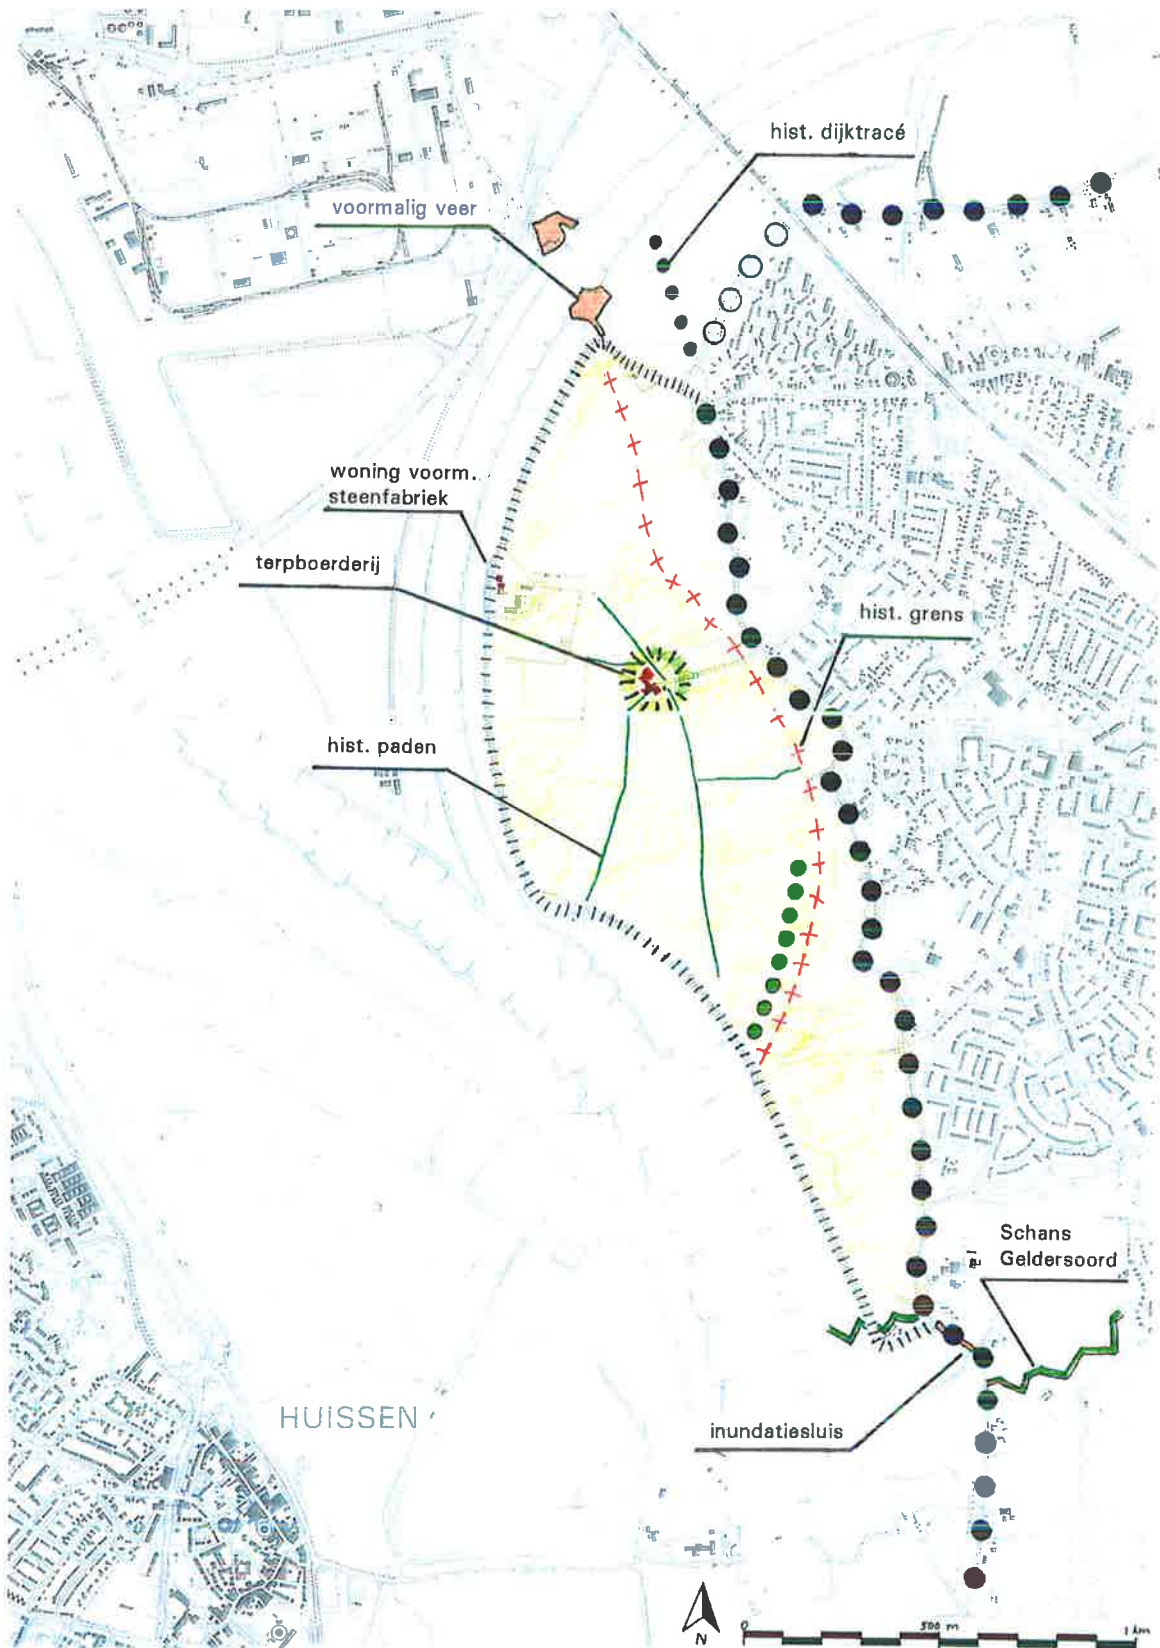 hist. dijktracé
voormalig veer
woning voorm.
steenfabriek
terpboerderij
hist. grens
hist. paden
Schans
Geldersoord
HUISSEN
inundatiesluis
N
0 500 m 1 km